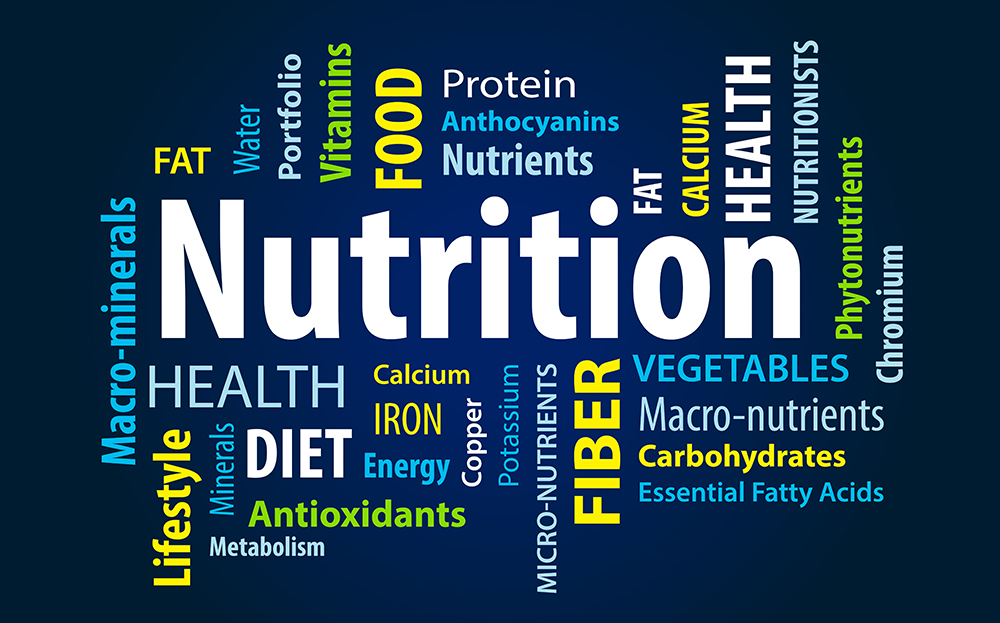 FAT
Water
Portfolio
Vitamins
FOOD
Protein
Anthocyanins
Nutrients
FAT
CALCIUM
HEALTH
NUTRITIONISTS
Macro-minerals
Nutrition
Phytonutrients
Chromium
HEALTH
Calcium
IRON
Copper
Potassium
MICRO-NUTRIENTS
FIBER
VEGETABLES
Macro-nutrients
Carbohydrates
Essential Fatty Acids
Lifestyle
Minerals
DIET
Energy
Antioxidants
Metabolism